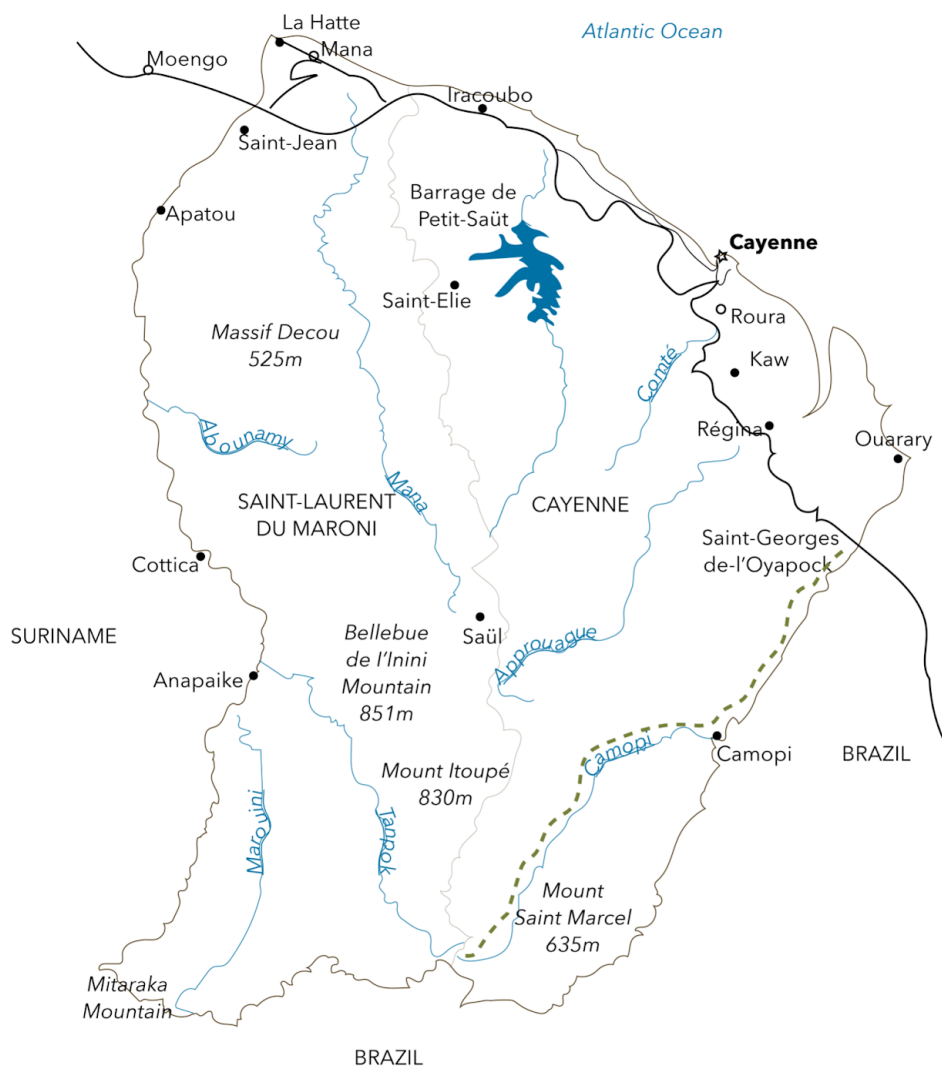 La Hatte
Atlantic Ocean
Mana
Moengo
Iracoubo
Saint-Jean
Barrage de
Petit-Saüt
Apatou
Cayenne
Saint-Elie
Roura
Massif Decou
525m
Comté
Kaw
Abounamy
Régina
Ouarary
Mana
SAINT-LAURENT
DU MARONI
CAYENNE
Saint-Georges
de-l'Oyapock
Cottica
SURINAME
Bellebue
de l'Inini
Mountain
851m
Saül
Approuague
Anapaike
Camopi
Camopi
BRAZIL
Mount Itoupé
830m
Marouini
Tanpok
Mount
Saint Marcel
635m
Mitaraka
Mountain
BRAZIL